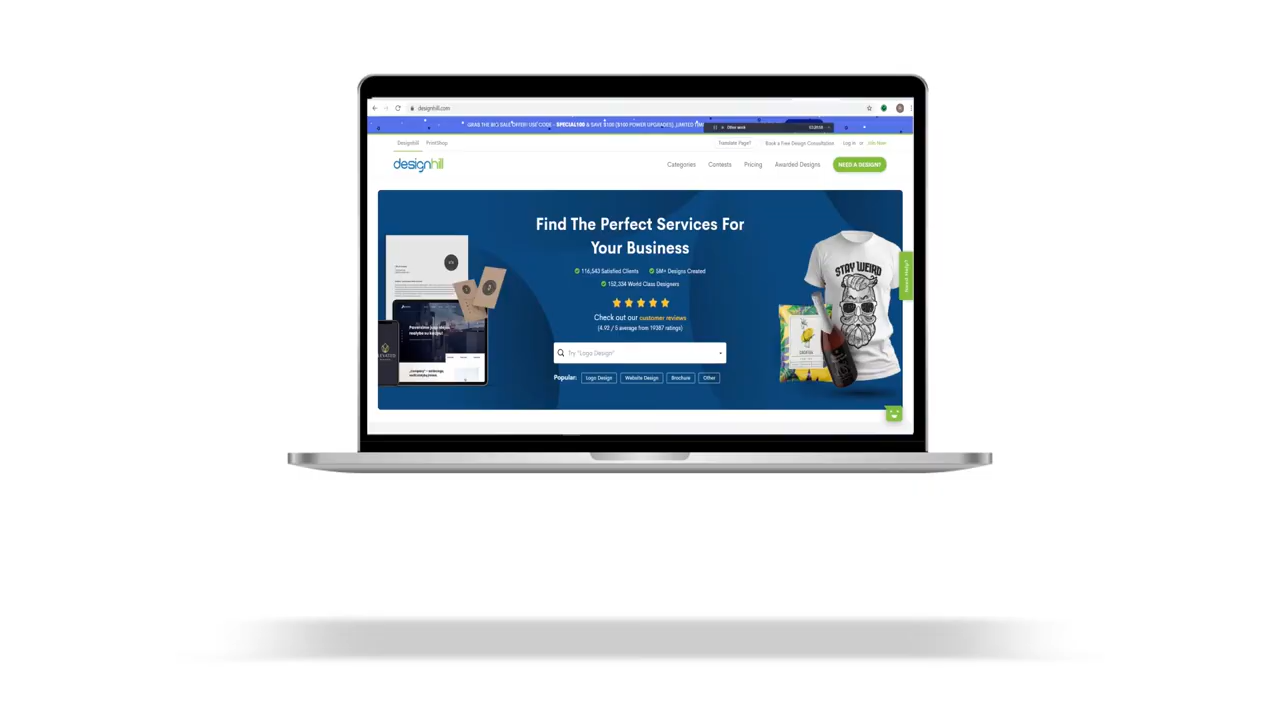 designhill.com
GRAB THE BIG SALE OFFER! USE CODE - SPECIAL100 & SAVE $100 ($100 POWER UPGRADES), LIMITED TIM
Designhill PrintShop
Translate Page? Book a Free Design Consultation Log in or Join Now
designhill
Categories Contests Pricing Awarded Designs NEED A DESIGN?
Find The Perfect Services For
Your Business
116,543 Satisfied Clients 5M+ Designs Created
152,334 World Class Designers
Check out our customer reviews
(4.92 / 5 average from 19387 ratings)
Try "Logo Design"
Popular: Logo Design Website Design Brochure Other
STAY WEIRD
Need Help?